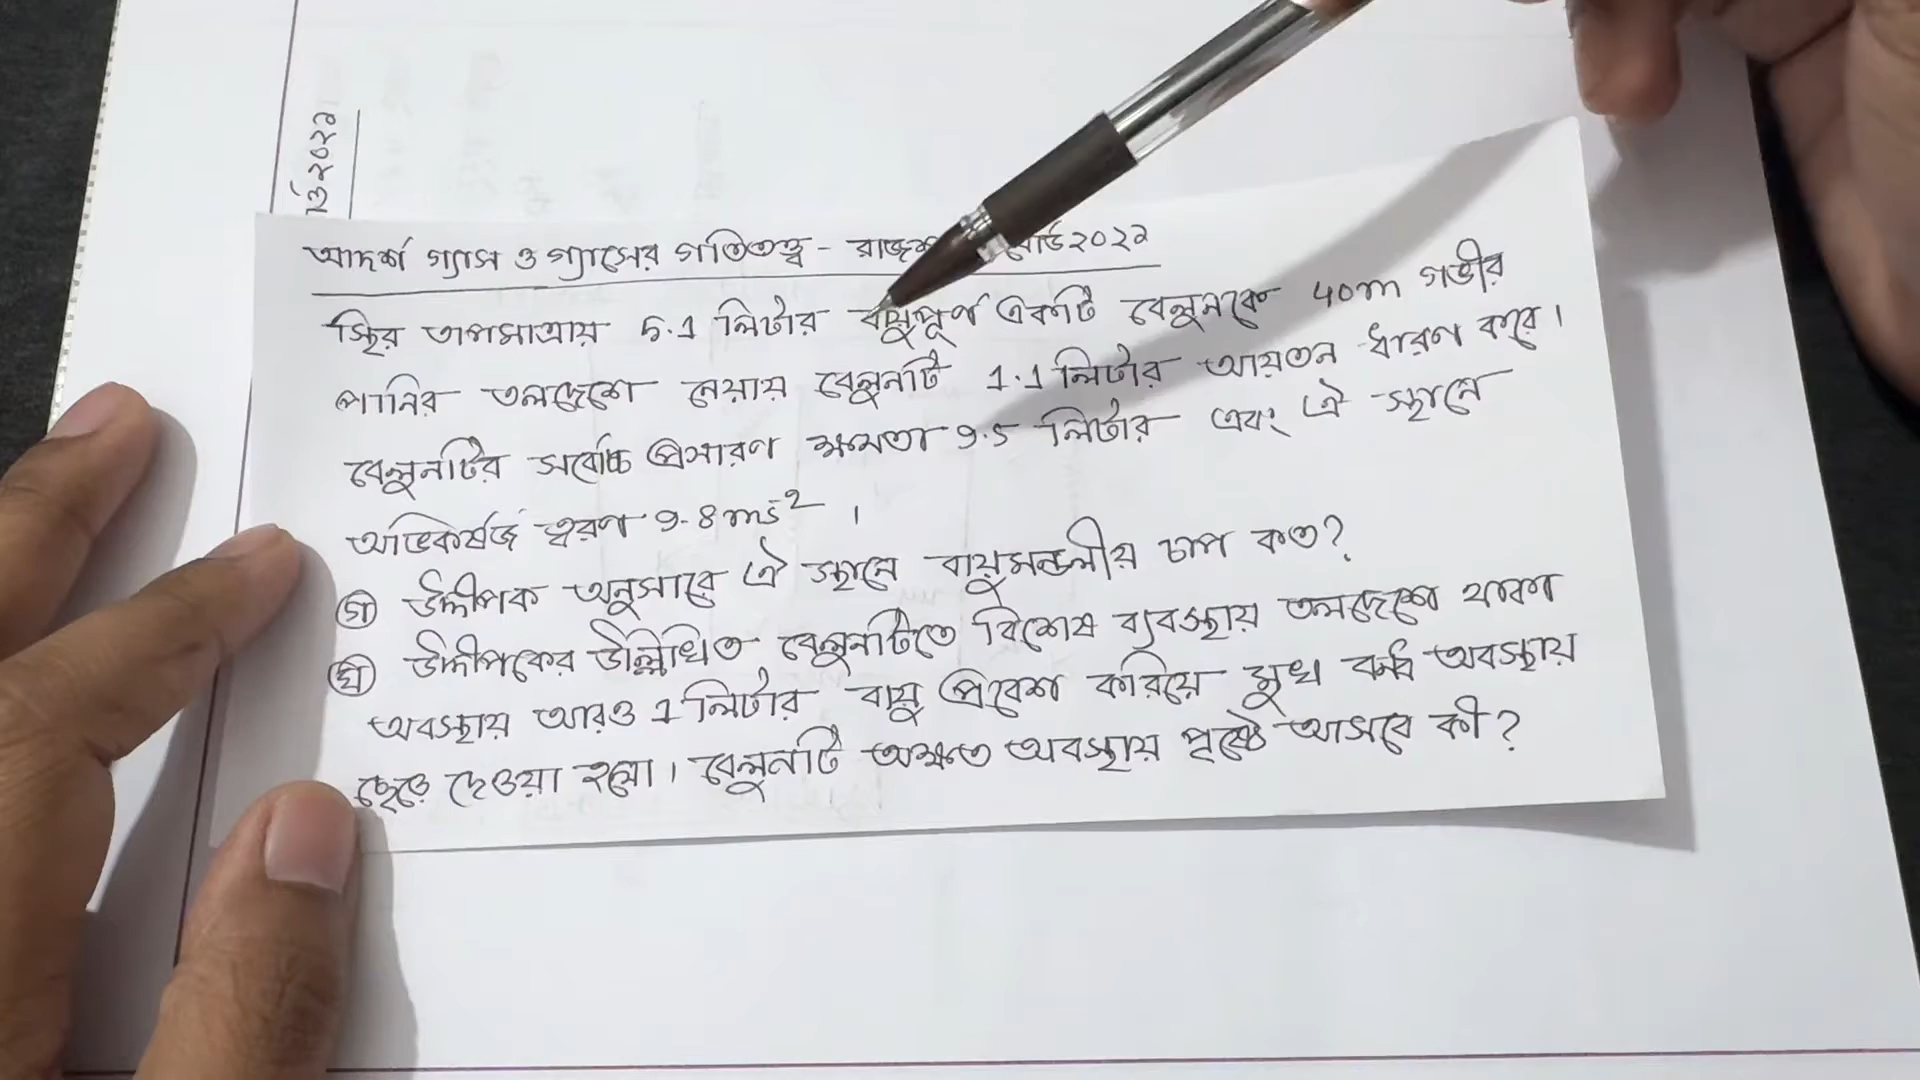 র্ড ২০২২
আদর্শ গ্যাস ও গ্যাসের গতিতত্ত্ব - রাজশ র্ড ২০২২
স্থির তাপমাত্রায় 5.1 লিটার বায়ুপূর্ণ একটি বেলুনকে 40m গভীর
পানির তলদেশে নেয়ায় বেলুনটি 1.1 লিটার আয়তন ধারণ করে।
বেলুনটির সর্বোচ্চ প্রসারণ ক্ষমতা 9.5 লিটার এবং ঐ স্থানে
অভিকর্ষজ ত্বরণ 9.8 ms⁻² ।
(গ) উদ্দীপক অনুসারে ঐ স্থানে বায়ুমন্ডলীয় চাপ কত?
(ঘ) উদ্দীপকের উল্লিখিত বেলুনটিতে বিশেষ ব্যবস্থায় তলদেশে থাকা
অবস্থায় আরও 1 লিটার বায়ু প্রবেশ করিয়ে মুখ বন্ধ অবস্থায়
ছেড়ে দেওয়া হলো। বেলুনটি অক্ষত অবস্থায় পৃষ্ঠে আসবে কী?